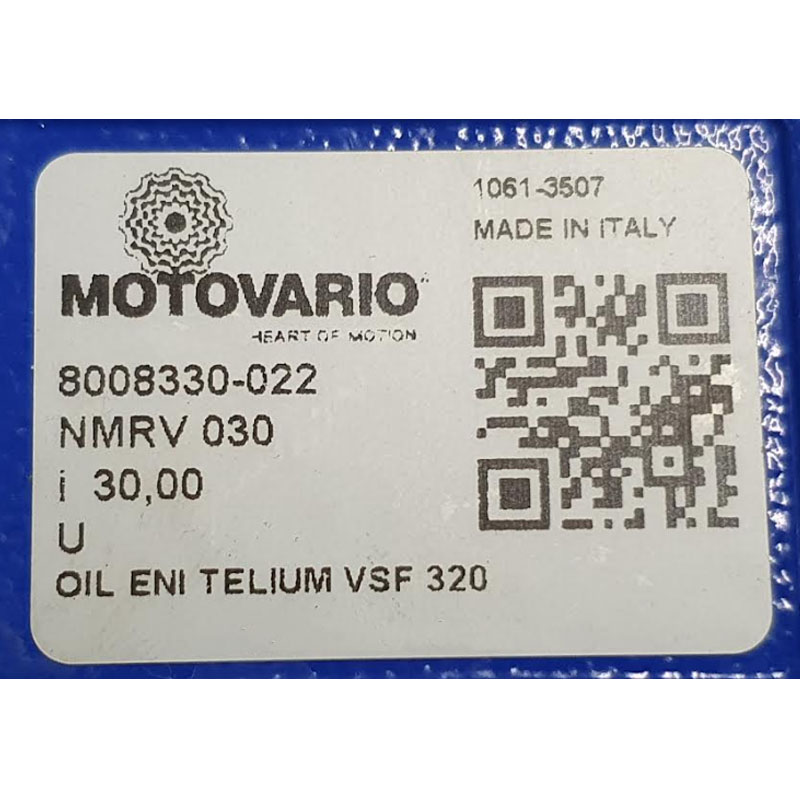 MOTOVARIO
HEART OF MOTION
8008330-022
NMRV 030
i 30,00
U
OIL ENI TELIUM VSF 320
1061-3507
MADE IN ITALY